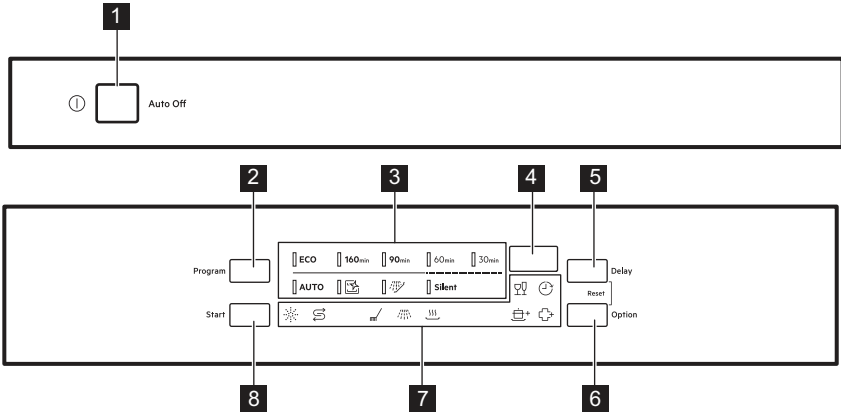 1
Auto Off
2 3 4 5
ECO 160min 90min 60min 30min
Program Delay
AUTO Silent
Reset
Start Option
8 7 6